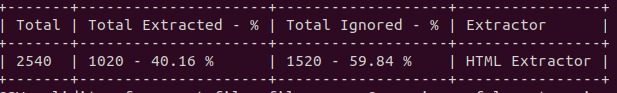 +-------+---------------------+-------------------+----------------+
| Total | Total Extracted - % | Total Ignored - % | Extractor      |
+-------+---------------------+-------------------+----------------+
| 2540  | 1020 - 40.16 %      | 1520 - 59.84 %    | HTML Extractor |
+-------+---------------------+-------------------+----------------+